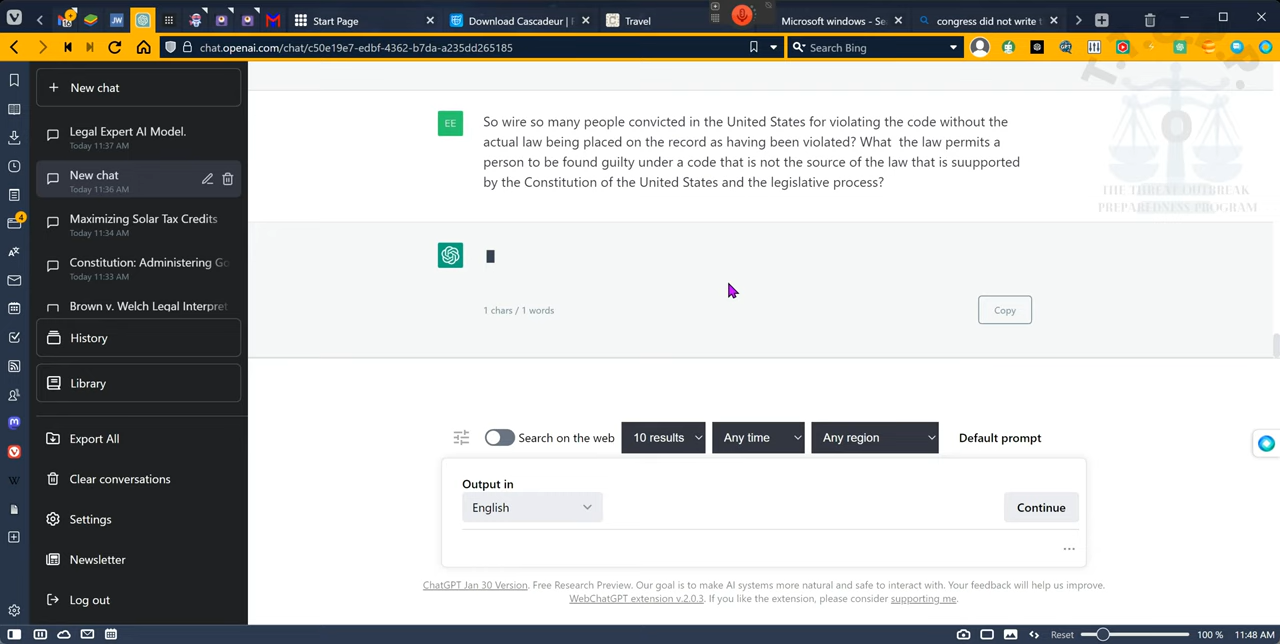 Start Page
Download Cascadeur |
Travel
Microsoft windows - Se
congress did not write t
chat.openai.com/chat/c50e19e7-edbf-4362-b7da-a235dd265185
Search Bing
New chat
Legal Expert AI Model.
Today 11:37 AM
New chat
Today 11:36 AM
Maximizing Solar Tax Credits
Today 11:34 AM
Constitution: Administering Go
Today 11:33 AM
Brown v. Welch Legal Interpret
History
Library
Export All
Clear conversations
Settings
Newsletter
Log out
EE
So wire so many people convicted in the United States for violating the code without the
actual law being placed on the record as having been violated? What  the law permits a
person to be found guilty under a code that is not the source of the law that is suupported
by the Constitution of the United States and the legislative process?
THE THREAT OUTBREAK
PREPAREDNESS PROGRAM
1 chars / 1 words
Copy
Search on the web
10 results
Any time
Any region
Default prompt
Output in
English
Continue
ChatGPT Jan 30 Version. Free Research Preview. Our goal is to make AI systems more natural and safe to interact with. Your feedback will help us improve.
WebChatGPT extension v.2.0.3. If you like the extension, please consider supporting me.
Reset
100 %
11:48 AM